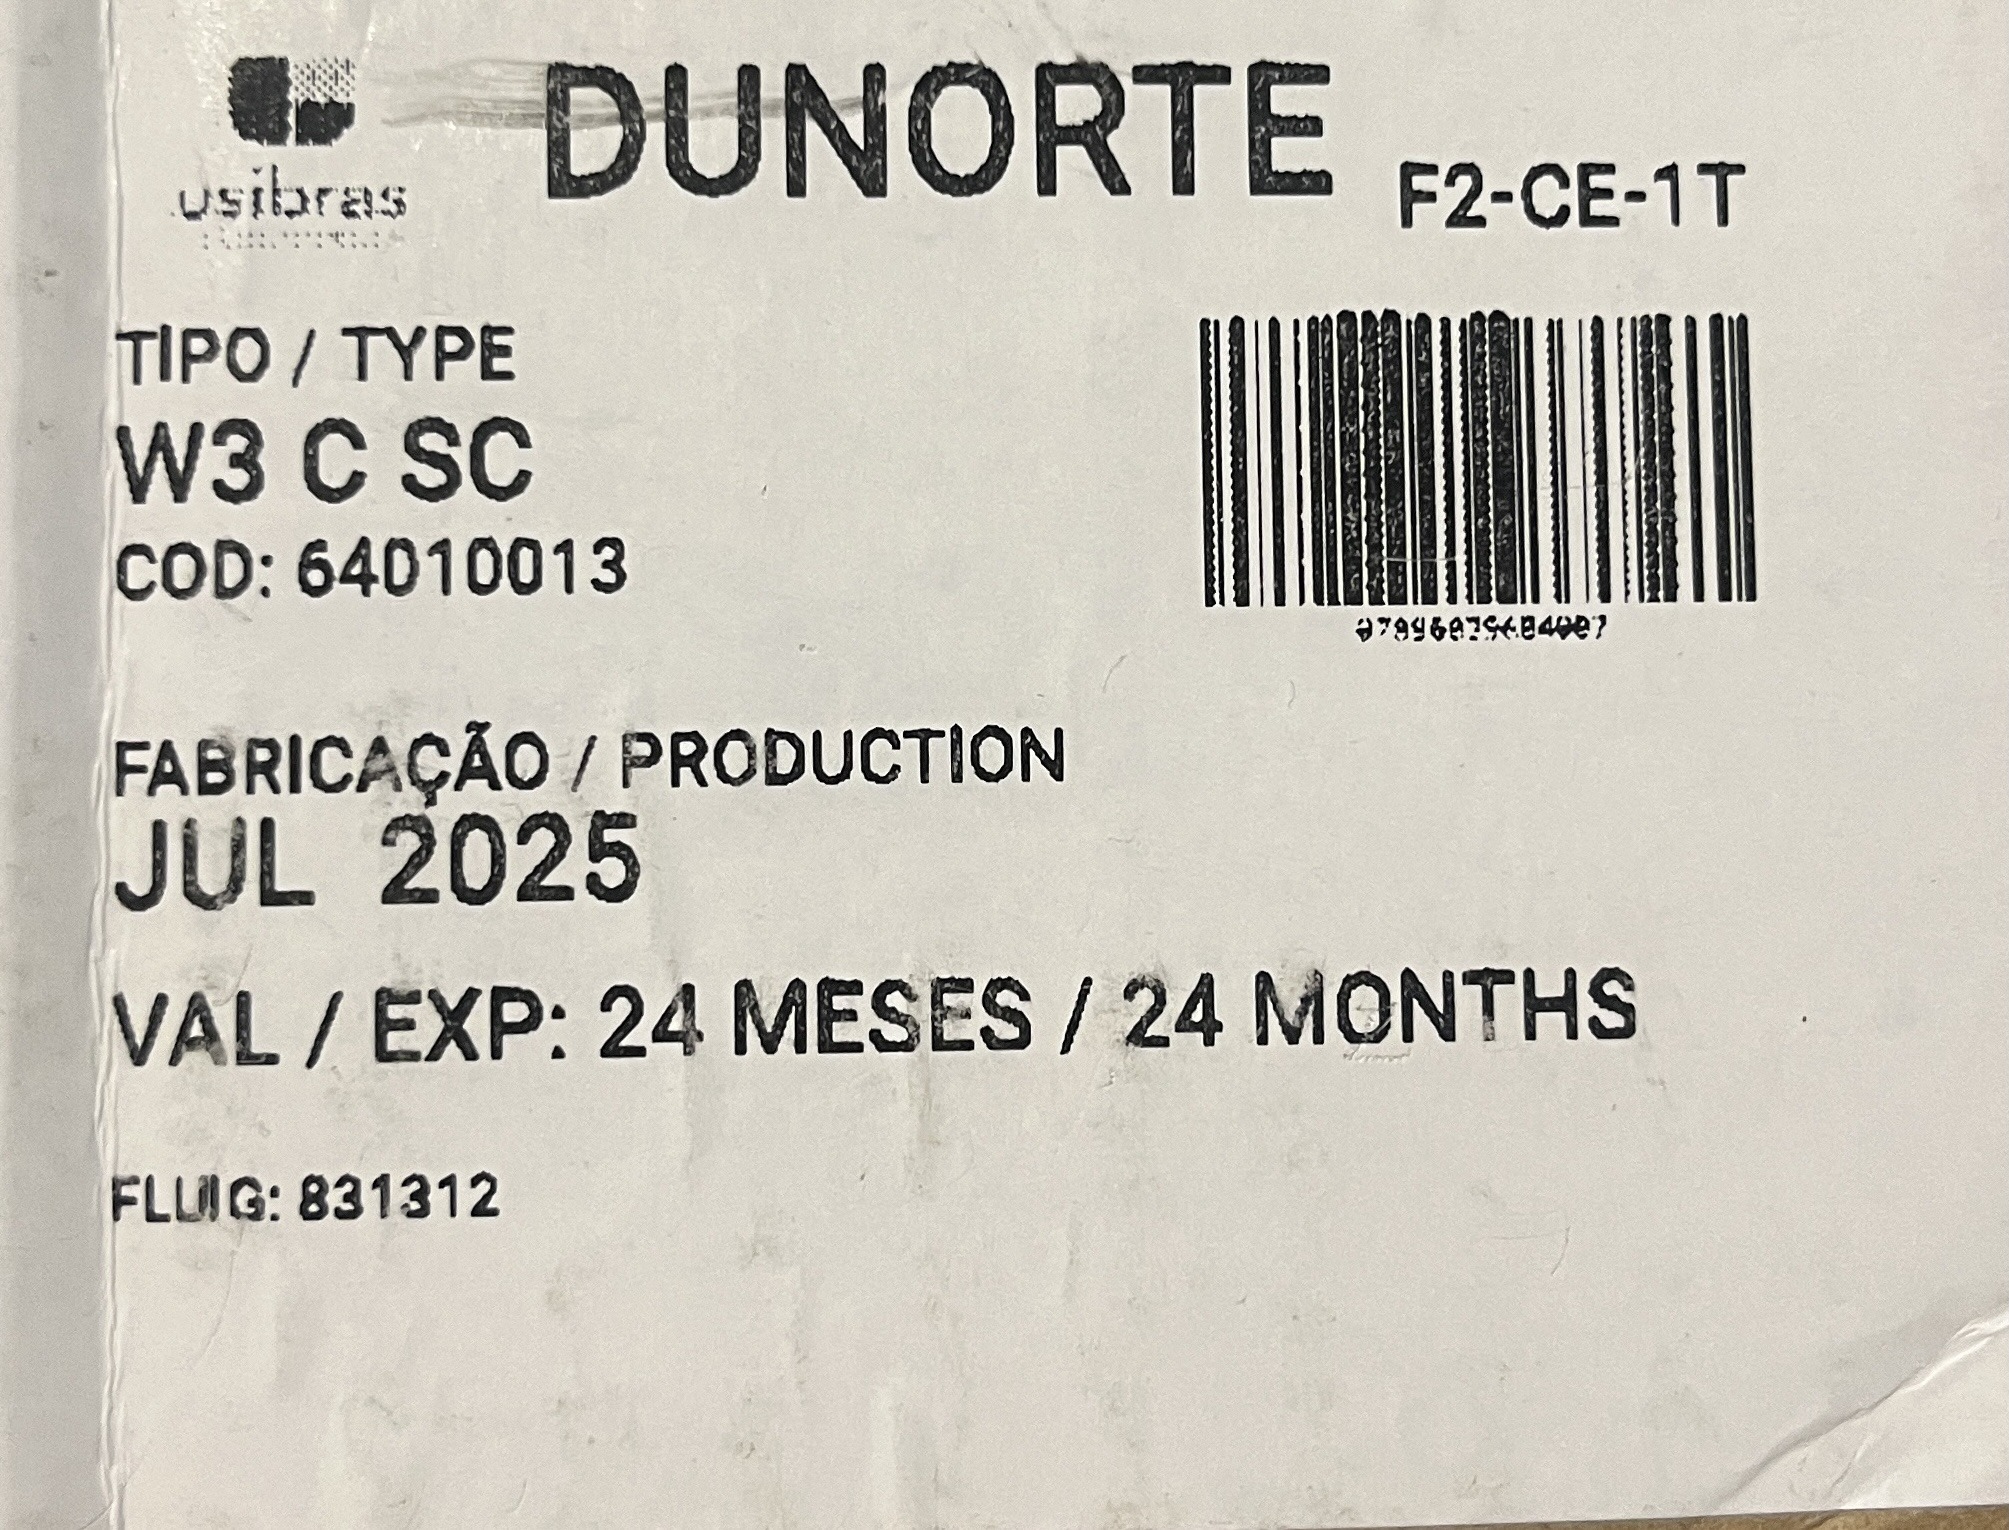 usibras
DUNORTE
F2-CE-1T
TIPO / TYPE
W3 C SC
COD: 64010013
FABRICAÇÃO / PRODUCTION
JUL 2025
VAL / EXP: 24 MESES / 24 MONTHS
FLUIG: 831312